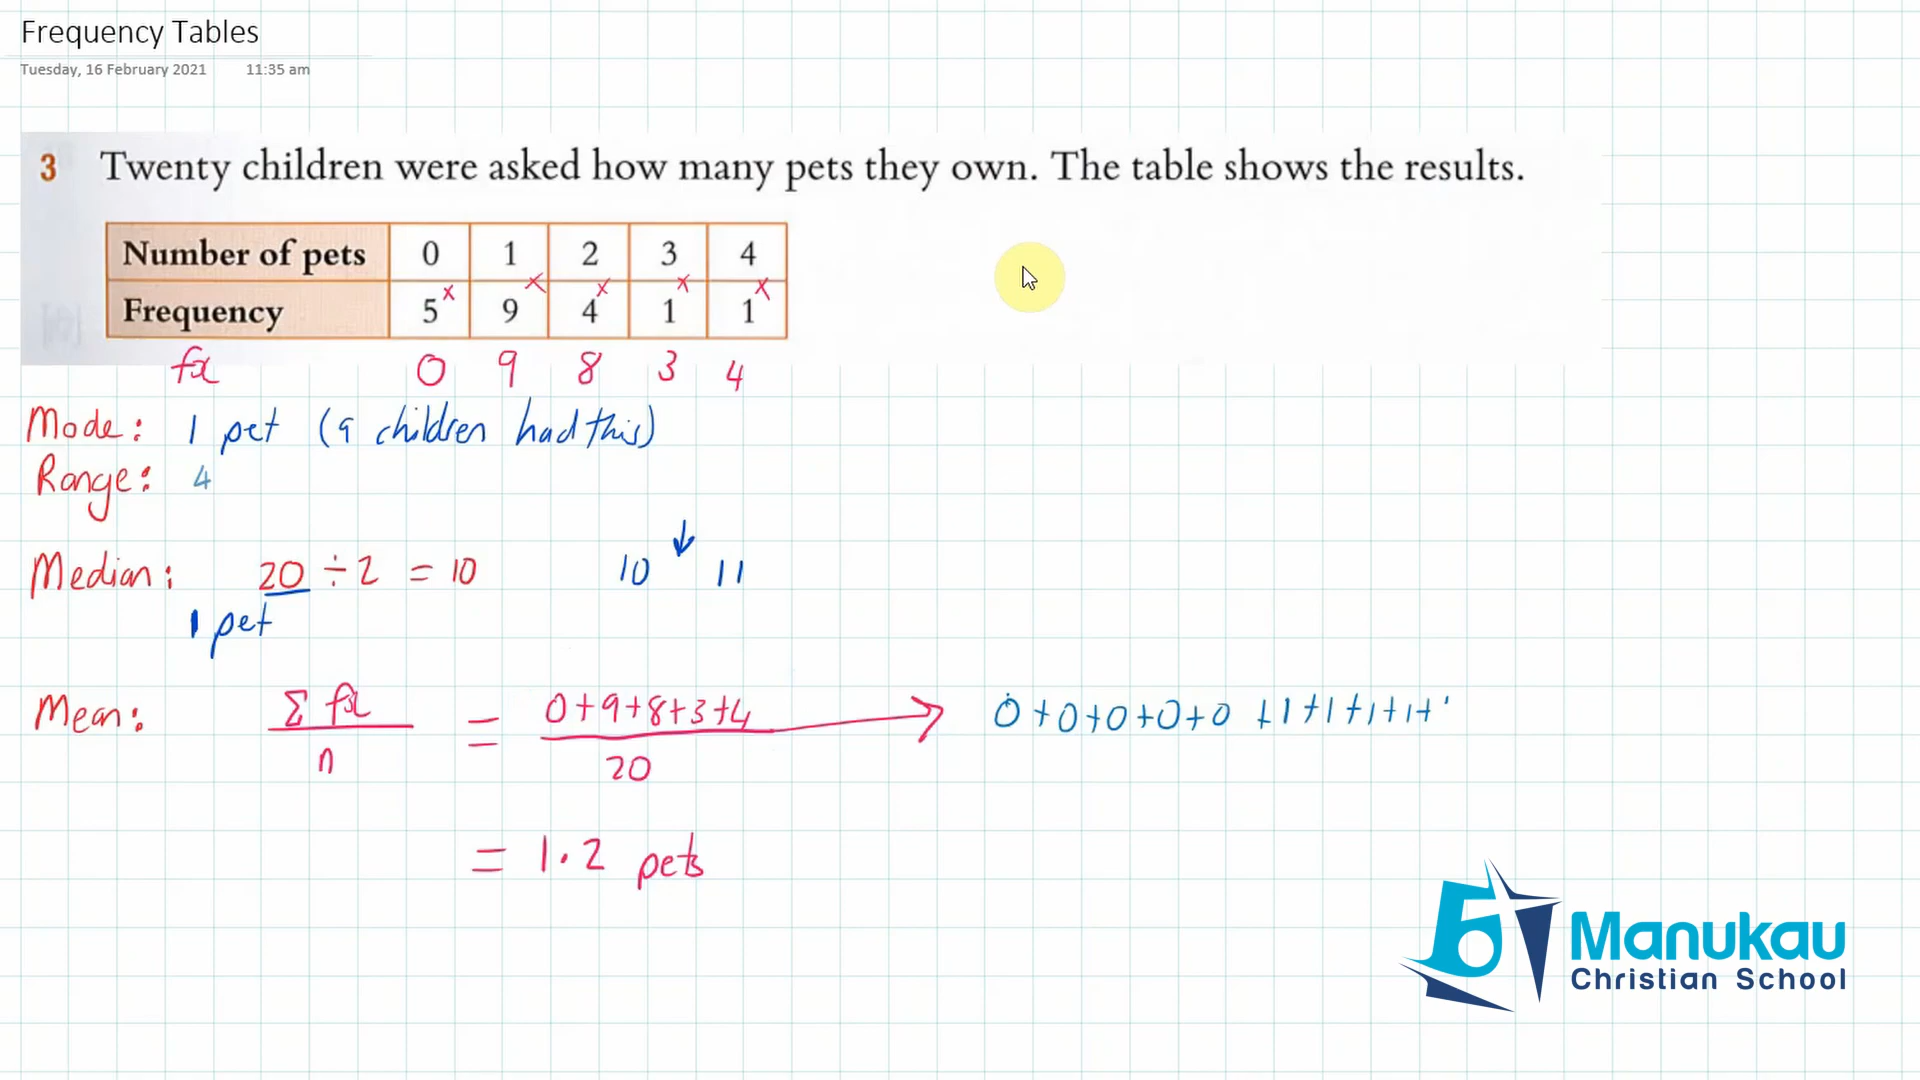 Frequency Tables
Tuesday, 16 February 2021 11:35 am
3 Twenty children were asked how many pets they own. The table shows the results.
Number of pets 0 1 2 3 4
x x x x x
Frequency 5 9 4 1 1
fx 0 9 8 3 4
Mode: 1 pet (9 children had this)
Range: 4
Median: 20 ÷ 2 = 10 10 ↓ 11
1 pet
Mean: Σ fx / n = 0+9+8+3+4 / 20 → 0+0+0+0+0 +1+1+1+1+'
= 1.2 pets
Manukau
Christian School